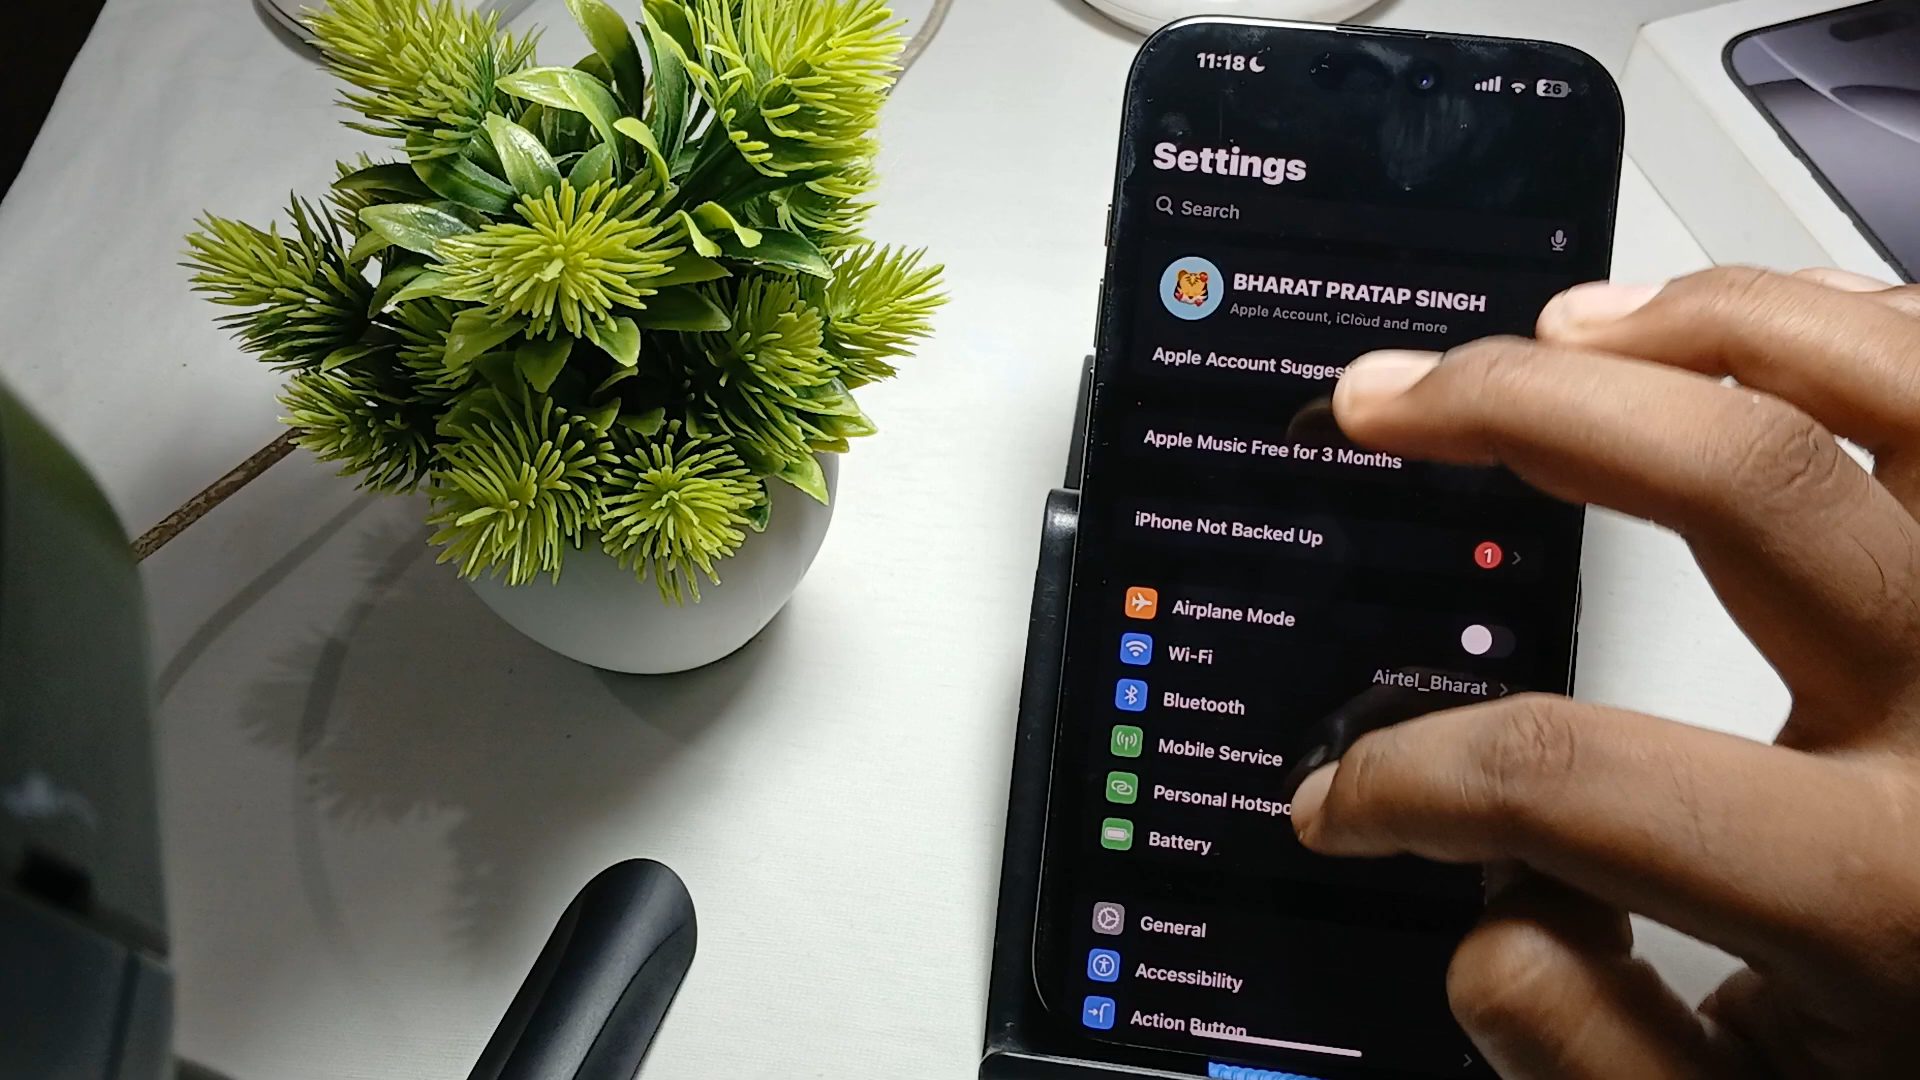 11:18
26
Settings
Search
BHARAT PRATAP SINGH
Apple Account, iCloud and more
Apple Account
Apple Music Free for 3 Months
iPhone Not Backed Up
1
Airplane Mode
Wi-Fi
Airtel_Bharat
Bluetooth
Mobile Service
Personal
Battery
General
Accessibility
Action Button